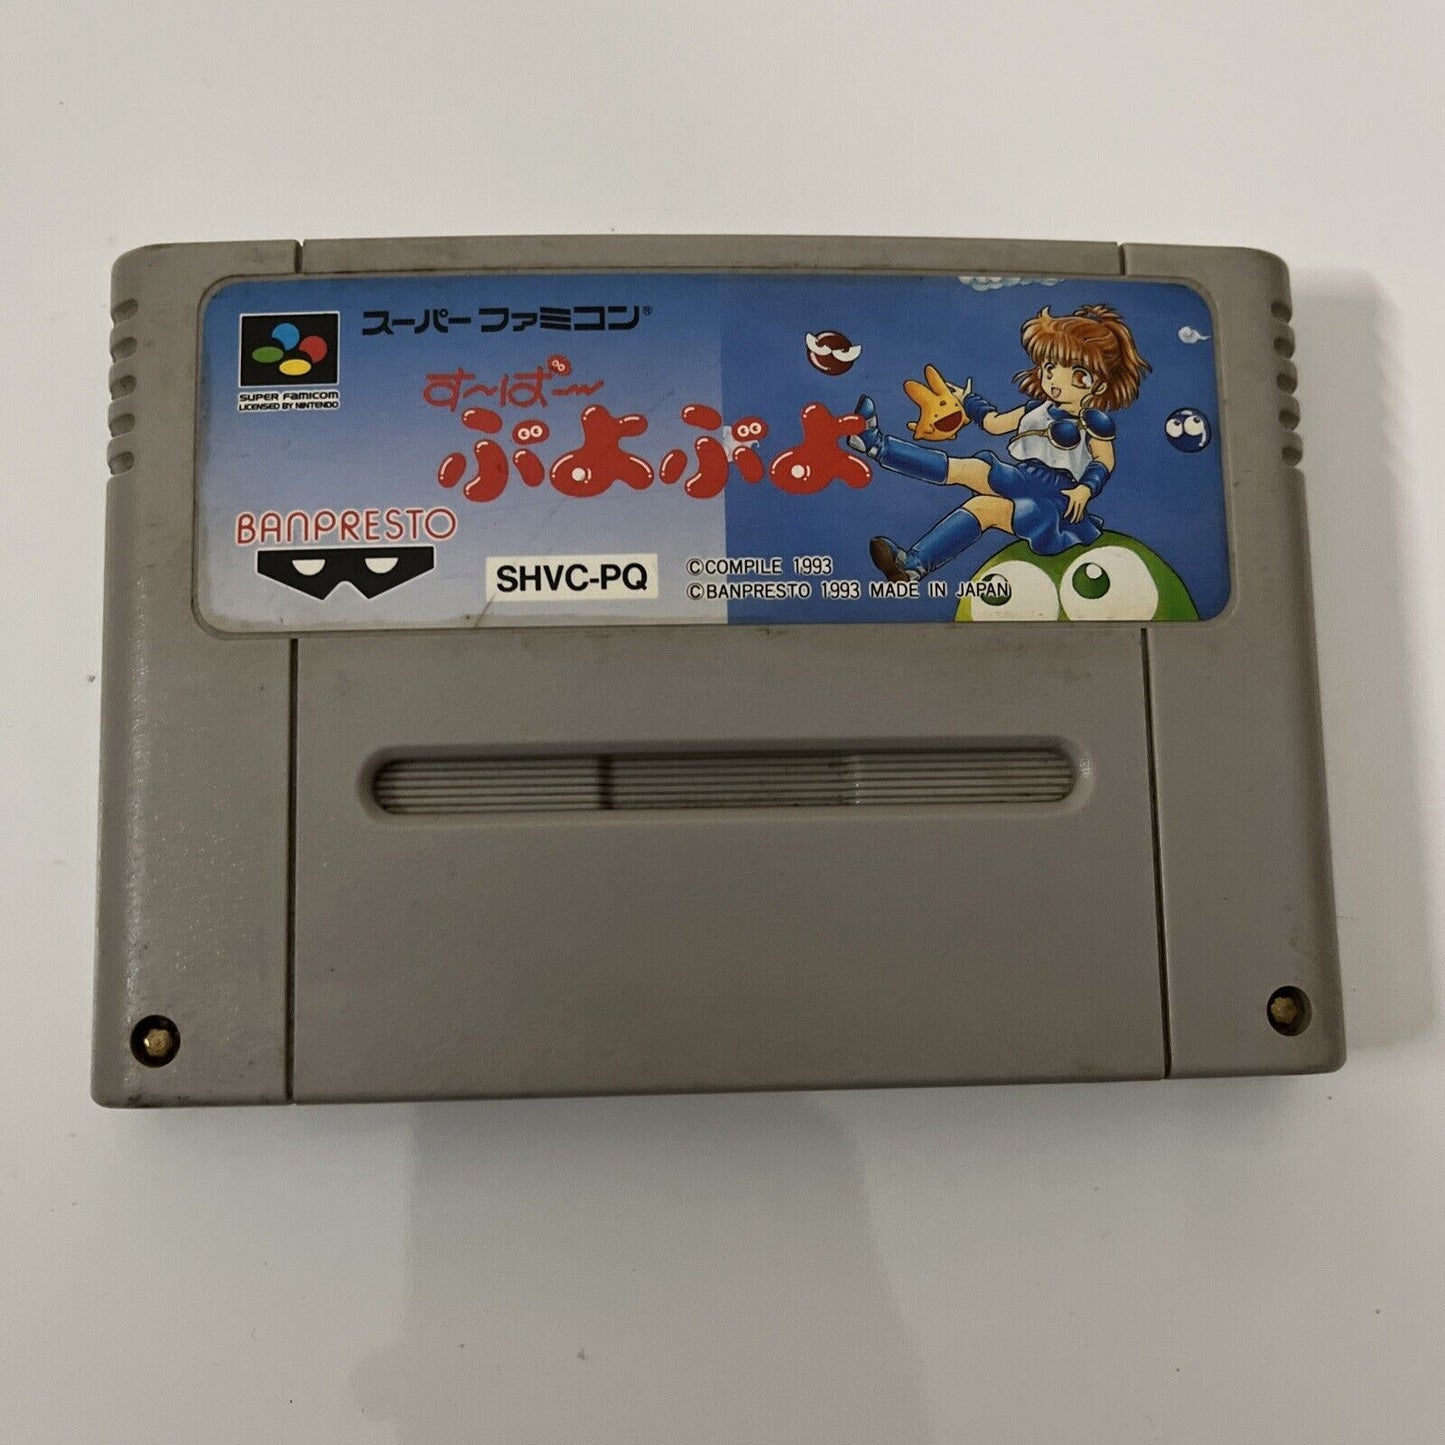 スーパーファミコン®
SUPER FAMICOM
LICENSED BY NINTENDO
す〜ぱ〜
ぷよぷよ
BANPRESTO
SHVC-PQ
©COMPILE 1993
©BANPRESTO 1993 MADE IN JAPAN